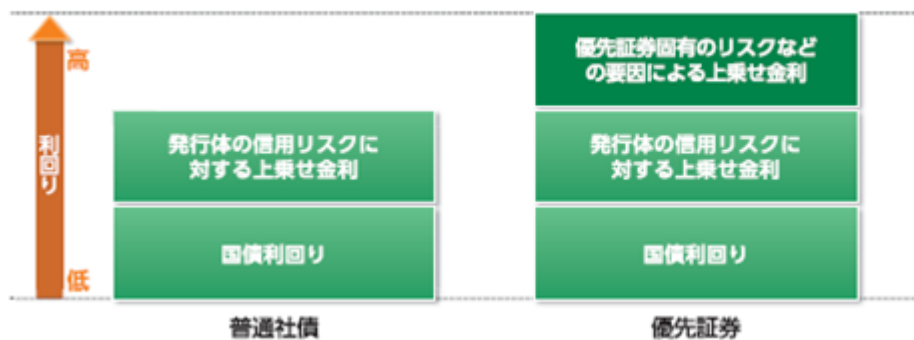 高
利回り
低
発行体の信用リスクに
対する上乗せ金利
国債利回り
普通社債
優先証券固有のリスクなど
の要因による上乗せ金利
発行体の信用リスクに
対する上乗せ金利
国債利回り
優先証券